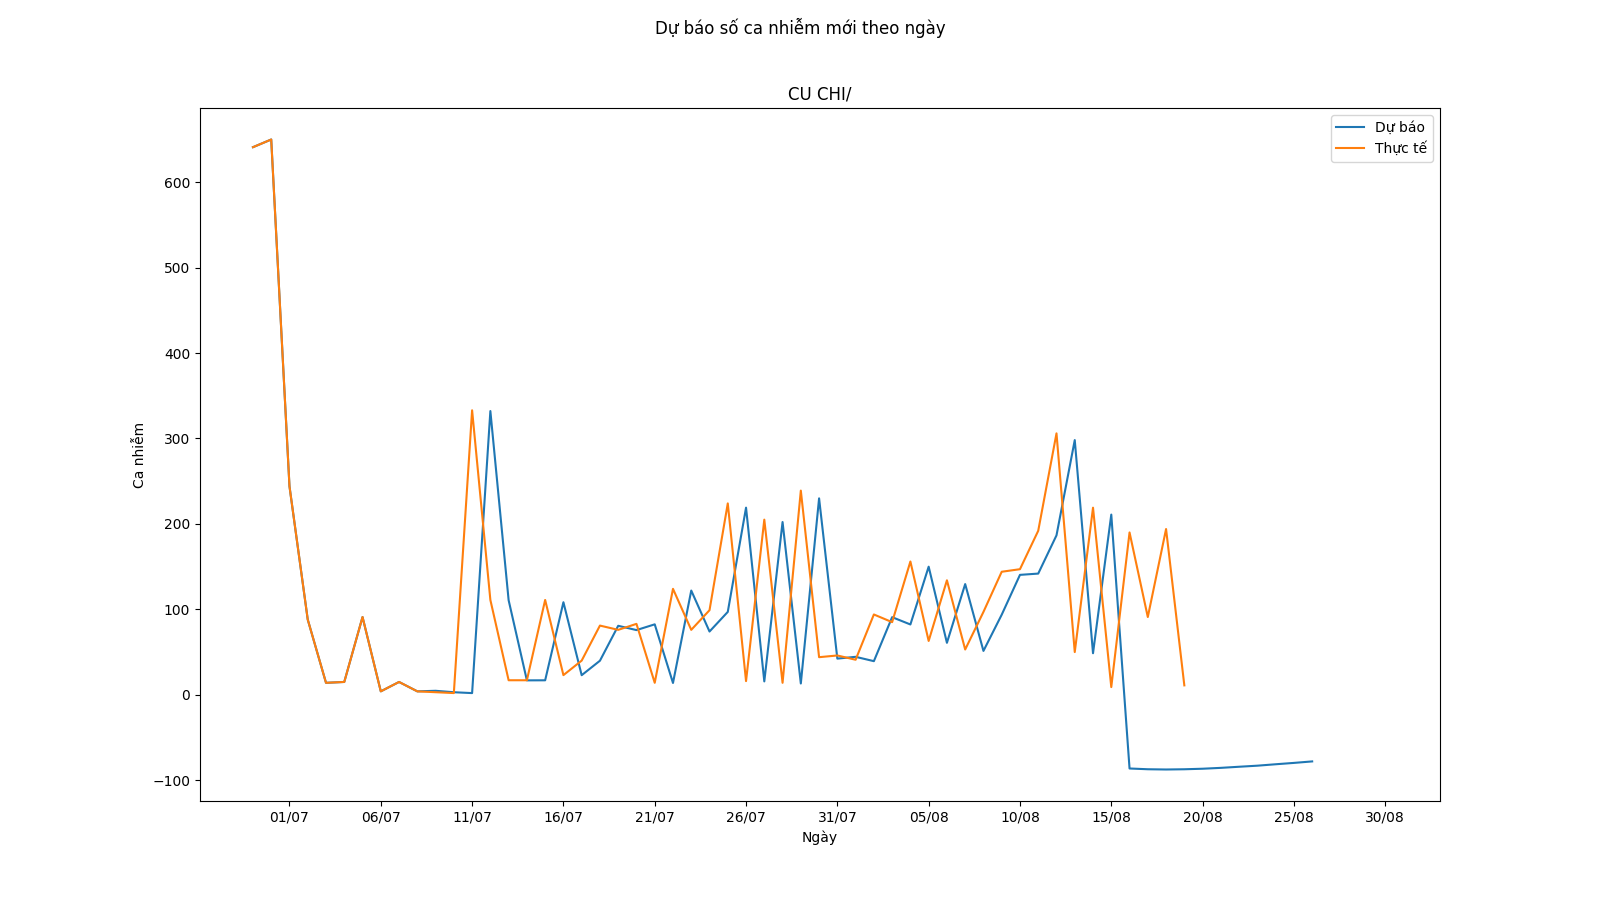 Dự báo số ca nhiễm mới theo ngày
CU CHI/
Dự báo
Thực tế
600
500
400
300
200
100
0
−100
Ca nhiễm
01/07 06/07 11/07 16/07 21/07 26/07 31/07 05/08 10/08 15/08 20/08 25/08 30/08
Ngày